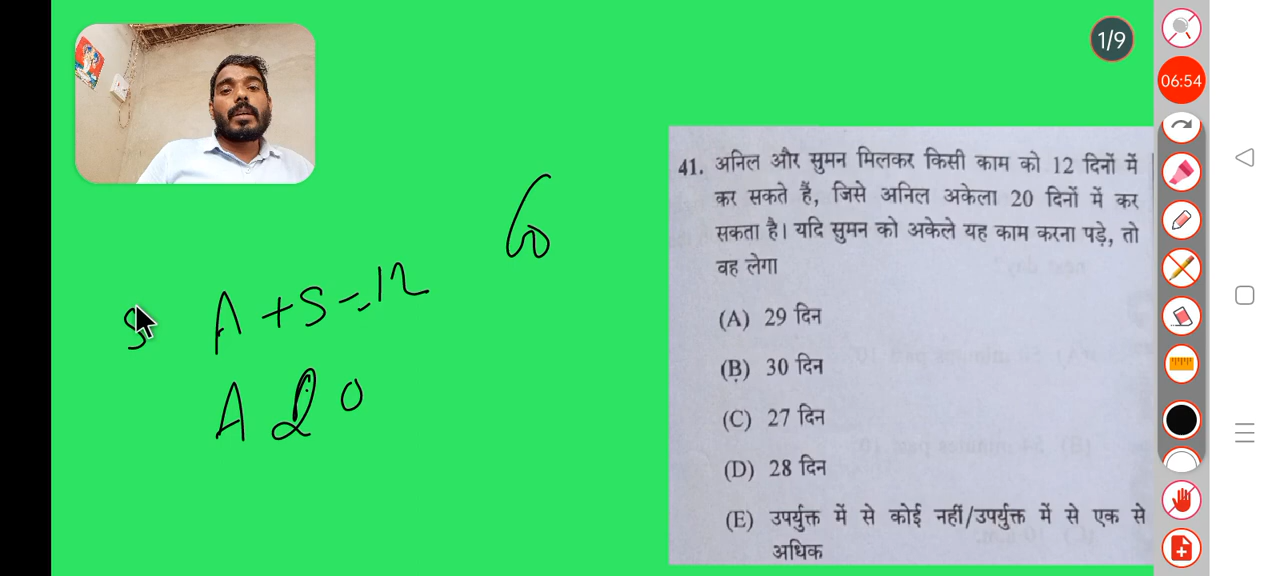 1/9
06:54
41. अनिल और सुमन मिलकर किसी काम को 12 दिनों में
कर सकते हैं, जिसे अनिल अकेला 20 दिनों में कर
सकता है। यदि सुमन को अकेले यह काम करना पड़े, तो
वह लेगा
(A) 29 दिन
(B) 30 दिन
(C) 27 दिन
(D) 28 दिन
(E) उपर्युक्त में से कोई नहीं/उपर्युक्त में से एक से
अधिक
60
S A + S = 12
A 20